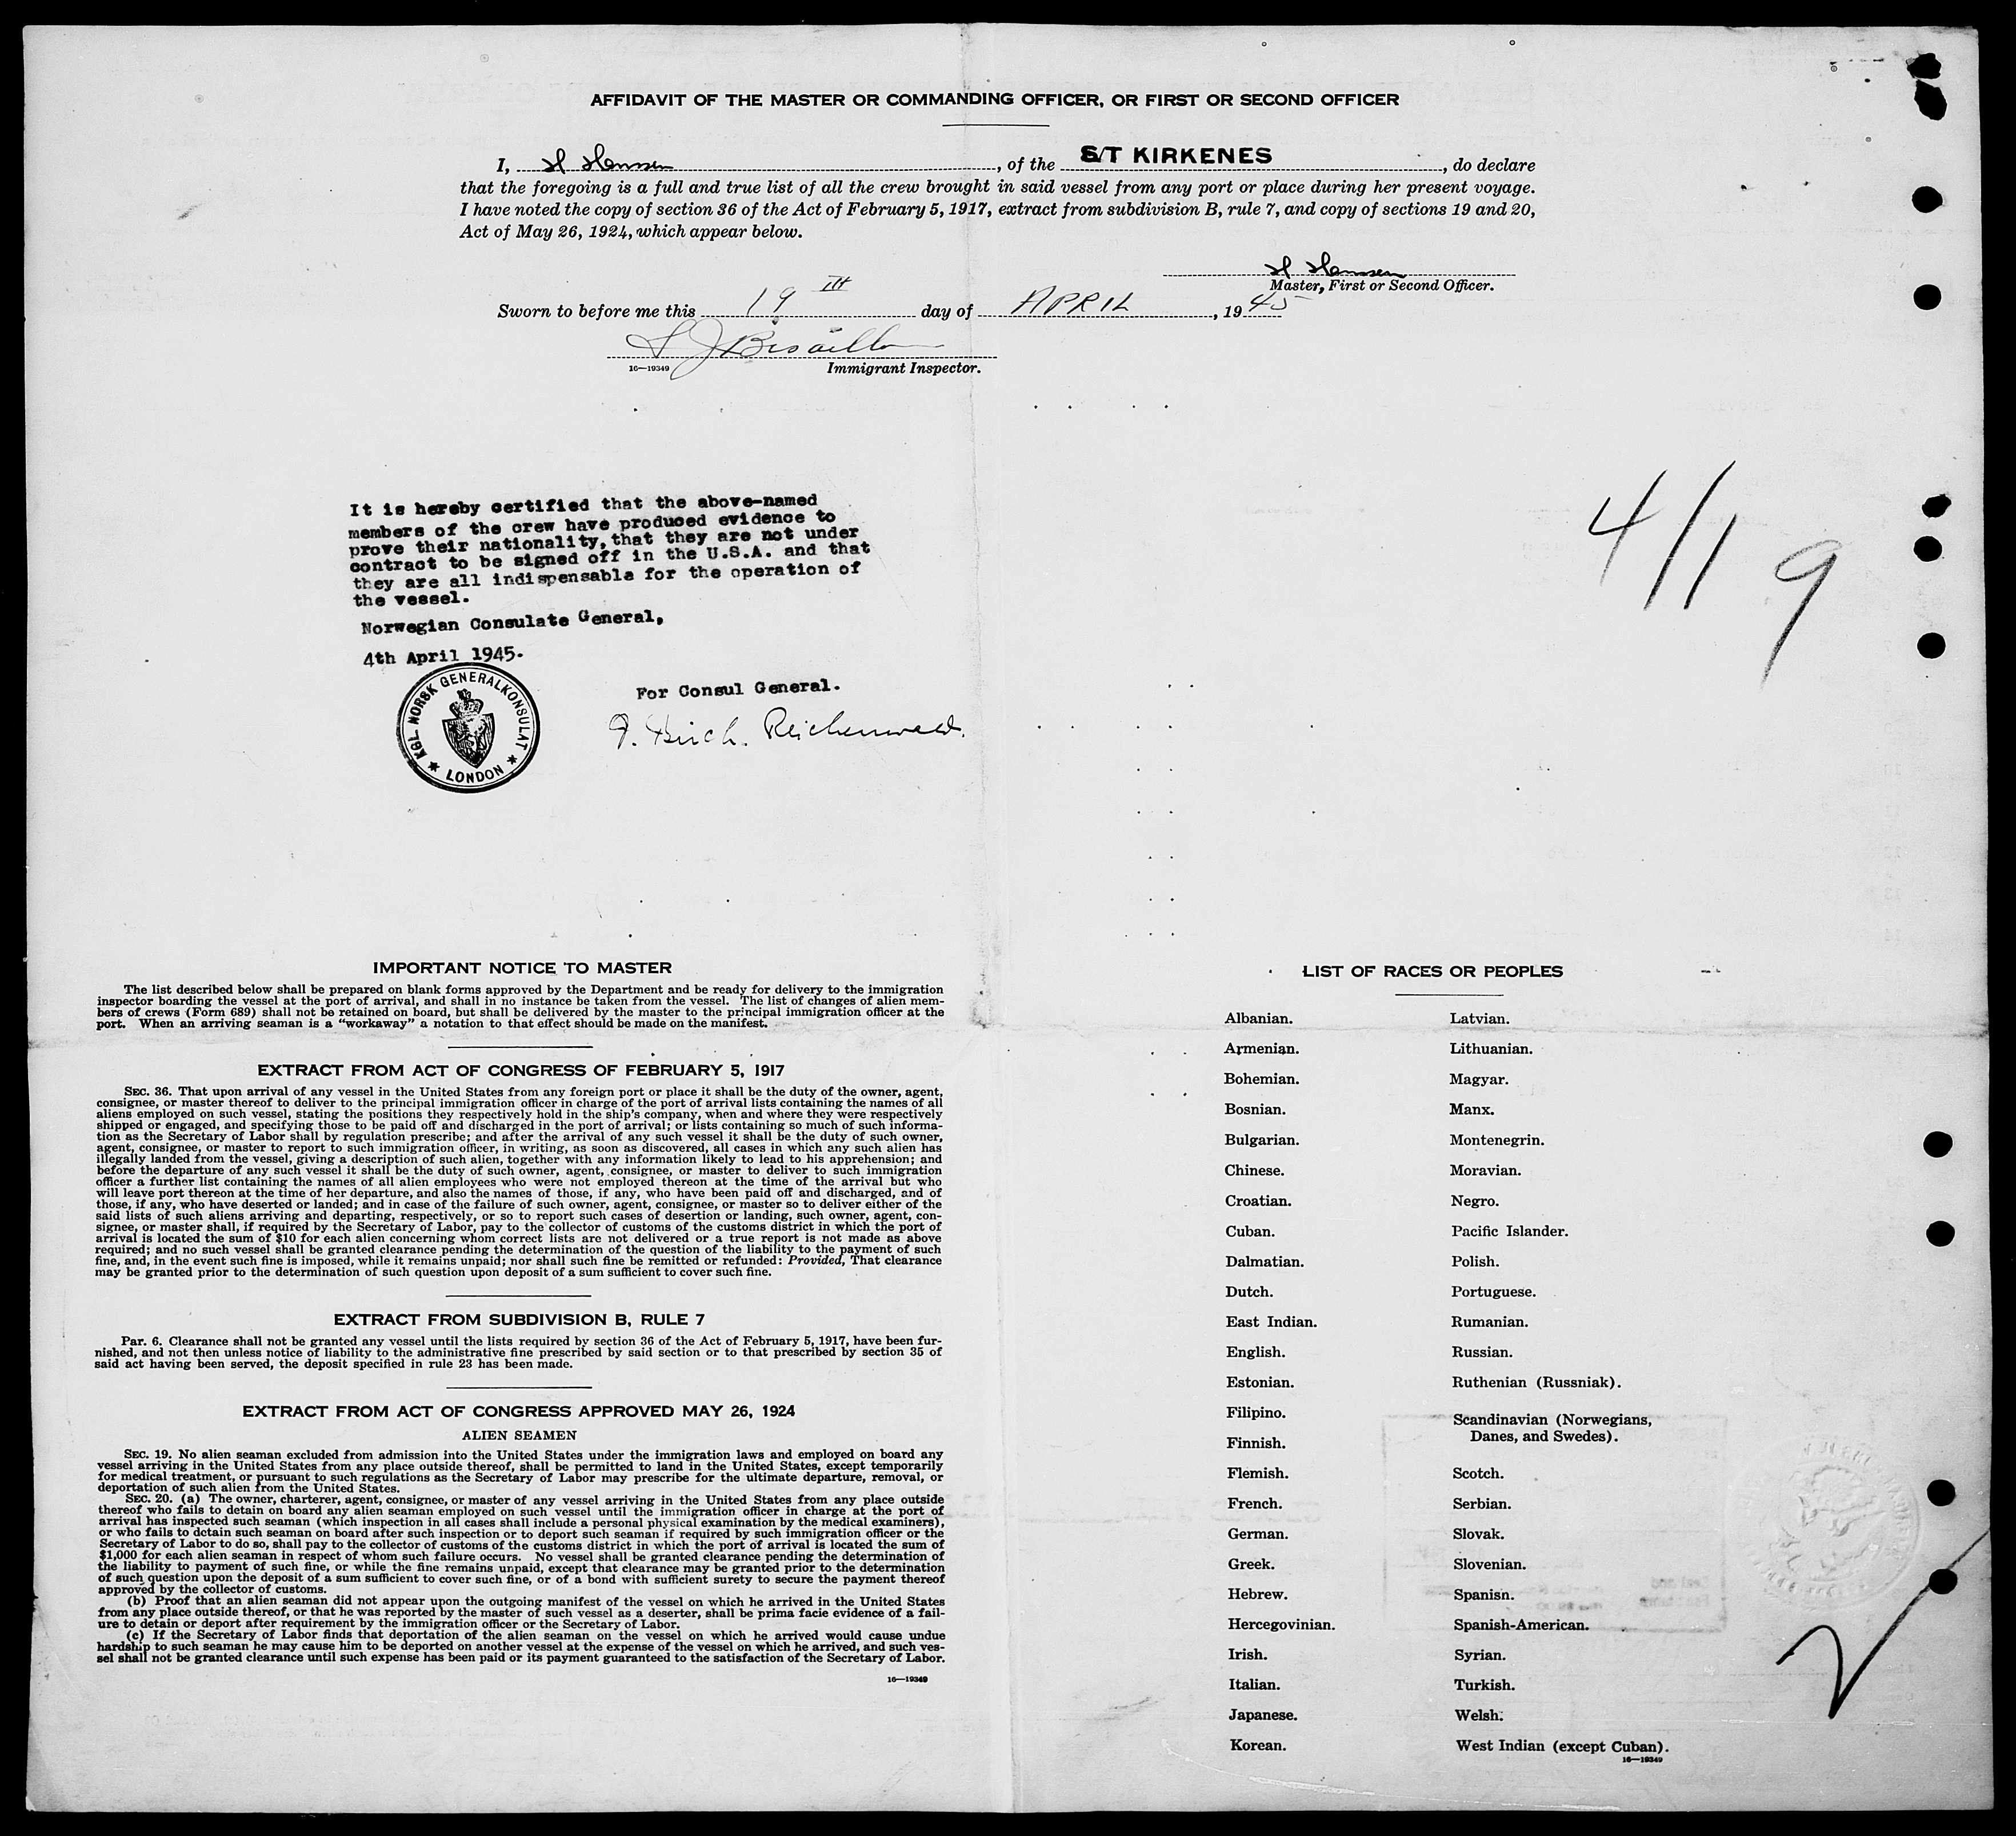 AFFIDAVIT OF THE MASTER OR COMMANDING OFFICER, OR FIRST OR SECOND OFFICER
I, H Hanssen, of the S/T KIRKENES, do declare
that the foregoing is a full and true list of all the crew brought in said vessel from any port or place during her present voyage.
I have noted the copy of section 36 of the Act of February 5, 1917, extract from subdivision B, rule 7, and copy of sections 19 and 20,
Act of May 26, 1924, which appear below.
H Hanssen
Master, First or Second Officer.
Sworn to before me this 19TH day of APRIL, 1945
16—19349 Immigrant Inspector.
4/19
It is hereby certified that the above-named
members of the crew have produced evidence to
prove their nationality, that they are not under
contract to be signed off in the U.S.A. and that
they are all indispensable for the operation of
the vessel.
Norwegian Consulate General,
4th April 1945.
KGL. NORSK GENERALKONSULAT
LONDON
For Consul General.
Reichenwald.
IMPORTANT NOTICE TO MASTER
The list described below shall be prepared on blank forms approved by the Department and be ready for delivery to the immigration
inspector boarding the vessel at the port of arrival, and shall in no instance be taken from the vessel. The list of changes of alien mem-
bers of crews (Form 689) shall not be retained on board, but shall be delivered by the master to the principal immigration officer at the
port. When an arriving seaman is a “workaway” a notation to that effect should be made on the manifest.
EXTRACT FROM ACT OF CONGRESS OF FEBRUARY 5, 1917
SEC. 36. That upon arrival of any vessel in the United States from any foreign port or place it shall be the duty of the owner, agent,
consignee, or master thereof to deliver to the principal immigration officer in charge of the port of arrival lists containing the names of all
aliens employed on such vessel, stating the positions they respectively hold in the ship's company, when and where they were respectively
shipped or engaged, and specifying those to be paid off and discharged in the port of arrival; or lists containing so much of such informa-
tion as the Secretary of Labor shall by regulation prescribe; and after the arrival of any such vessel it shall be the duty of such owner,
agent, consignee, or master to report to such immigration officer, in writing, as soon as discovered, all cases in which any such alien has
illegally landed from the vessel, giving a description of such alien, together with any information likely to lead to his apprehension; and
before the departure of any such vessel it shall be the duty of such owner, agent, consignee, or master to deliver to such immigration
officer a further list containing the names of all alien employees who were not employed thereon at the time of the arrival but who
will leave port thereon at the time of her departure, and also the names of those, if any, who have been paid off and discharged, and of
those, if any, who have deserted or landed; and in case of the failure of such owner, agent, consignee, or master so to deliver either of the
said lists of such aliens arriving and departing, respectively, or so to report such cases of desertion or landing, such owner, agent, con-
signee, or master shall, if required by the Secretary of Labor, pay to the collector of customs of the customs district in which the port of
arrival is located the sum of $10 for each alien concerning whom correct lists are not delivered or a true report is not made as above
required; and no such vessel shall be granted clearance pending the determination of the question of the liability to the payment of such
fine, and, in the event such fine is imposed, while it remains unpaid; nor shall such fine be remitted or refunded: Provided, That clearance
may be granted prior to the determination of such question upon deposit of a sum sufficient to cover such fine.
EXTRACT FROM SUBDIVISION B, RULE 7
Par. 6. Clearance shall not be granted any vessel until the lists required by section 36 of the Act of February 5, 1917, have been fur-
nished, and not then unless notice of liability to the administrative fine prescribed by said section or to that prescribed by section 35 of
said act having been served, the deposit specified in rule 23 has been made.
EXTRACT FROM ACT OF CONGRESS APPROVED MAY 26, 1924
ALIEN SEAMEN
SEC. 19. No alien seaman excluded from admission into the United States under the immigration laws and employed on board any
vessel arriving in the United States from any place outside thereof, shall be permitted to land in the United States, except temporarily
for medical treatment, or pursuant to such regulations as the Secretary of Labor may prescribe for the ultimate departure, removal, or
deportation of such alien from the United States.
SEC. 20. (a) The owner, charterer, agent, consignee, or master of any vessel arriving in the United States from any place outside
thereof who fails to detain on board any alien seaman employed on such vessel until the immigration officer in charge at the port of
arrival has inspected such seaman (which inspection in all cases shall include a personal physical examination by the medical examiners),
or who fails to detain such seaman on board after such inspection or to deport such seaman if required by such immigration officer or the
Secretary of Labor to do so, shall pay to the collector of customs of the customs district in which the port of arrival is located the sum of
$1,000 for each alien seaman in respect of whom such failure occurs. No vessel shall be granted clearance pending the determination of
the liability to the payment of such fine, or while the fine remains unpaid, except that clearance may be granted prior to the determination
of such question upon the deposit of a sum sufficient to cover such fine, or of a bond with sufficient surety to secure the payment thereof
approved by the collector of customs.
(b) Proof that an alien seaman did not appear upon the outgoing manifest of the vessel on which he arrived in the United States
from any place outside thereof, or that he was reported by the master of such vessel as a deserter, shall be prima facie evidence of a fail-
ure to detain or deport after requirement by the immigration officer or the Secretary of Labor.
(c) If the Secretary of Labor finds that deportation of the alien seaman on the vessel on which he arrived would cause undue
hardship to such seaman he may cause him to be deported on another vessel at the expense of the vessel on which he arrived, and such ves-
sel shall not be granted clearance until such expense has been paid or its payment guaranteed to the satisfaction of the Secretary of Labor.
16—19349
LIST OF RACES OR PEOPLES
Albanian.
Armenian.
Bohemian.
Bosnian.
Bulgarian.
Chinese.
Croatian.
Cuban.
Dalmatian.
Dutch.
East Indian.
English.
Estonian.
Filipino.
Finnish.
Flemish.
French.
German.
Greek.
Hebrew.
Hercegovinian.
Irish.
Italian.
Japanese.
Korean.
Latvian.
Lithuanian.
Magyar.
Manx.
Montenegrin.
Moravian.
Negro.
Pacific Islander.
Polish.
Portuguese.
Rumanian.
Russian.
Ruthenian (Russniak).
Scandinavian (Norwegians,
Danes, and Swedes).
Scotch.
Serbian.
Slovak.
Slovenian.
Spanisn.
Spanish-American.
Syrian.
Turkish.
Welsh.
West Indian (except Cuban).
16—19349